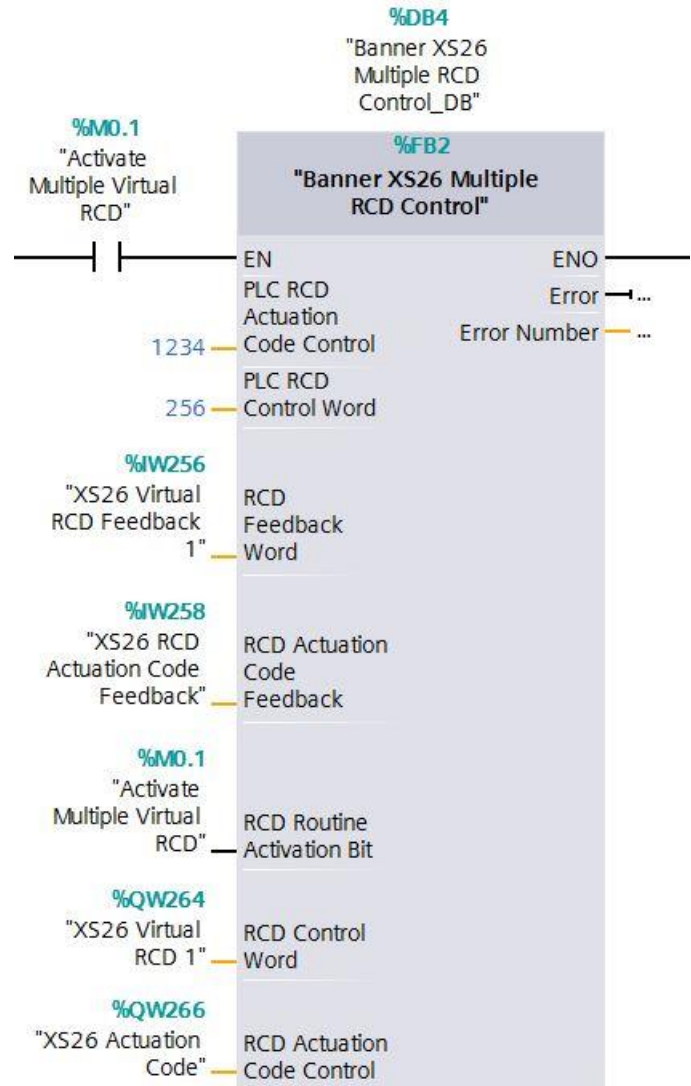 %DB4
"Banner XS26
Multiple RCD
Control_DB"
%M0.1
"Activate
Multiple Virtual
RCD"
%FB2
"Banner XS26 Multiple
RCD Control"
EN
ENO
PLC RCD
Actuation
Code Control
1234
Error
...
Error Number
...
PLC RCD
Control Word
256
%IW256
"XS26 Virtual
RCD Feedback
1"
RCD
Feedback
Word
%IW258
"XS26 RCD
Actuation Code
Feedback"
RCD Actuation
Code
Feedback
%M0.1
"Activate
Multiple Virtual
RCD"
RCD Routine
Activation Bit
%QW264
"XS26 Virtual
RCD 1"
RCD Control
Word
%QW266
"XS26 Actuation
Code"
RCD Actuation
Code Control